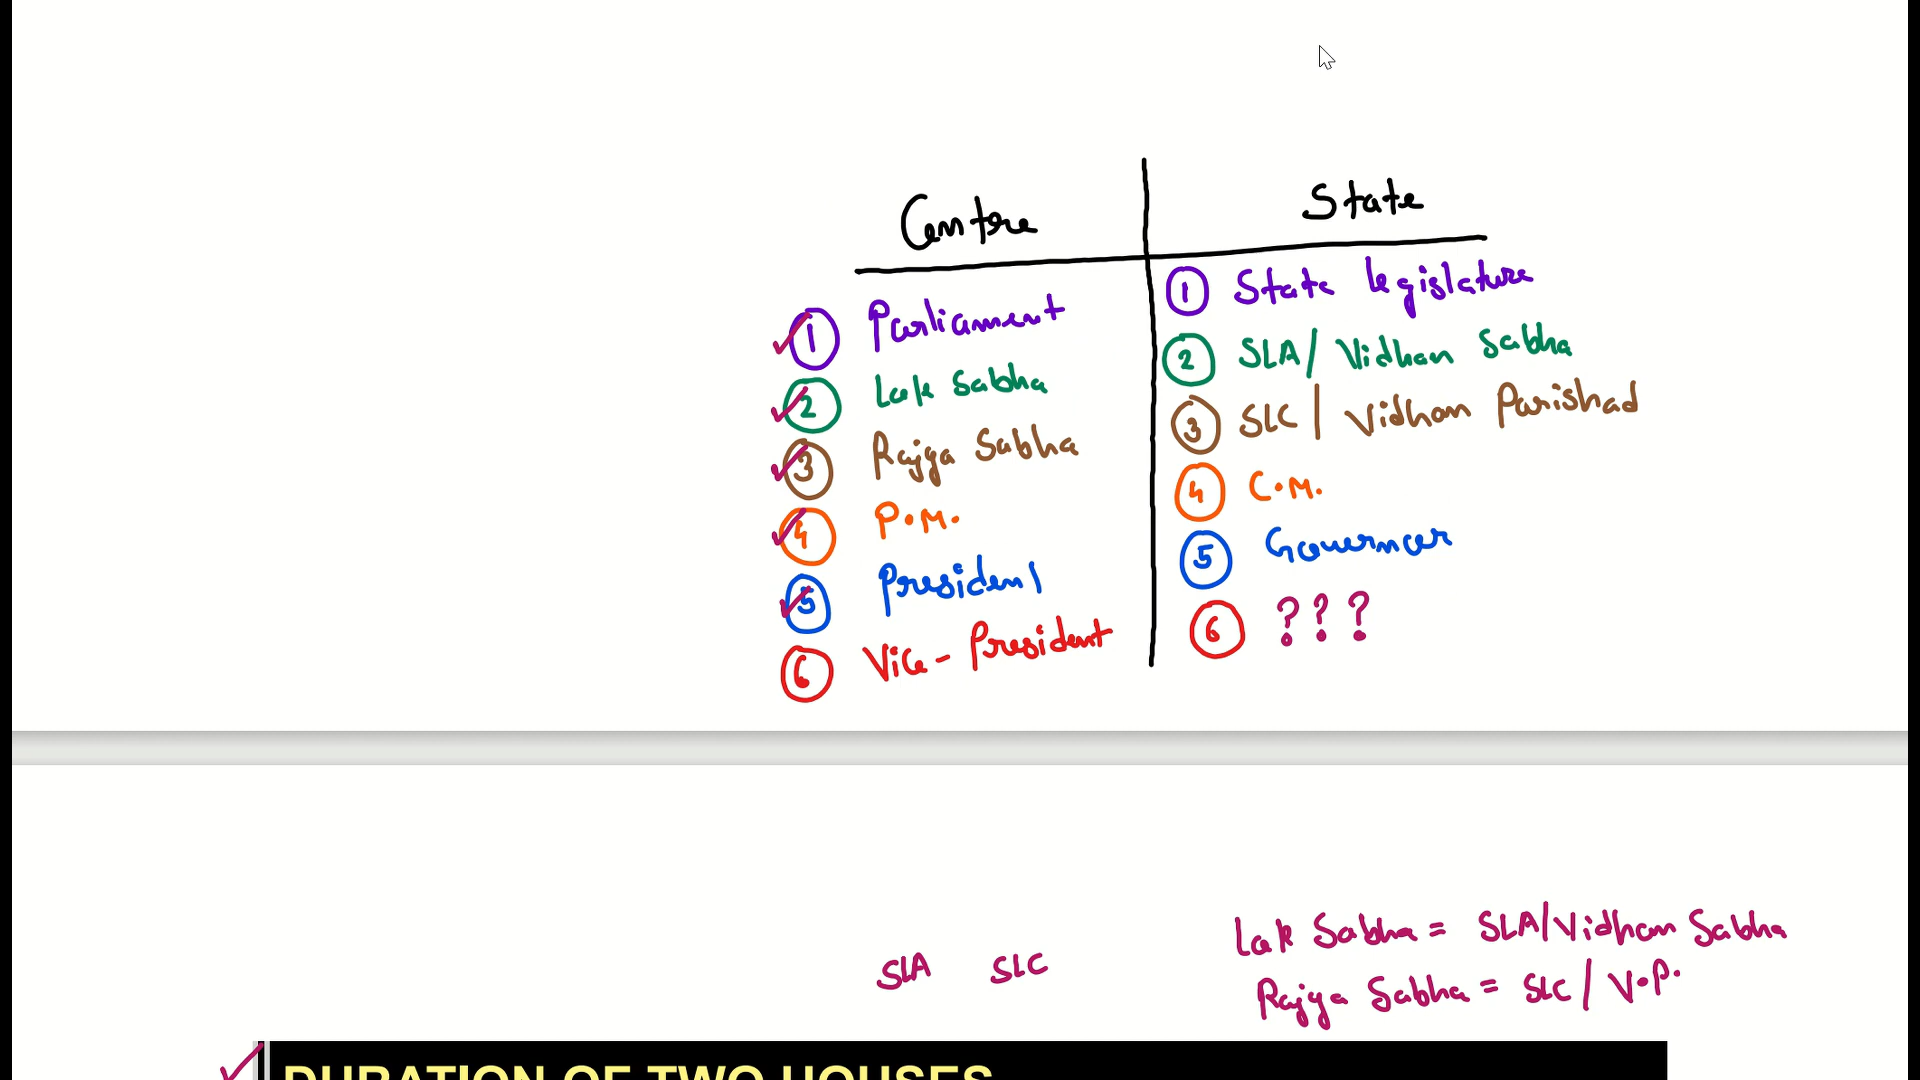 Centre
State
1 Parliament
1 State legislature
2 Lok Sabha
2 SLA/ Vidhan Sabha
3 Rajya Sabha
3 SLC | Vidhan Parishad
4 P.M.
4 C.M.
5 President
5 Governor
6 Vice-President
6 ???
Lok Sabha = SLA/Vidhan Sabha
SLA SLC
Rajya Sabha = SLC / V.P.
DURATION OF TWO HOUSES